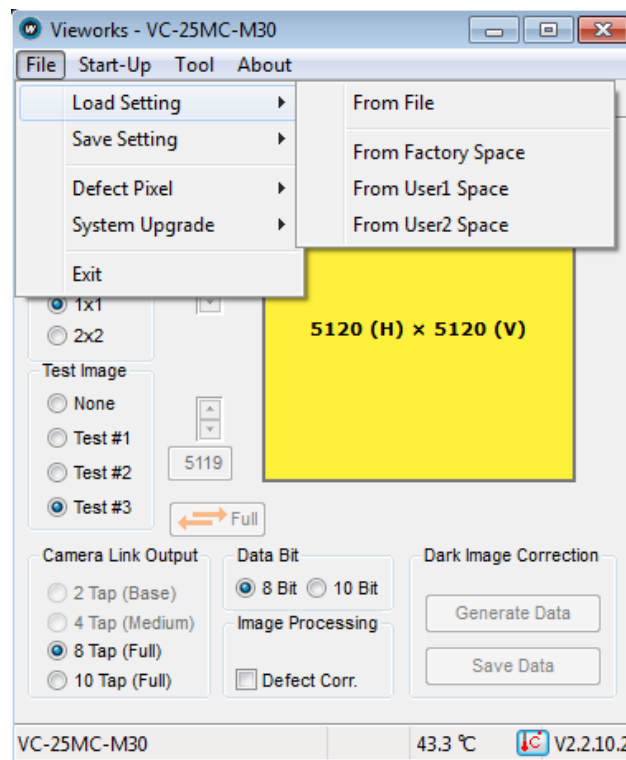 Vieworks - VC-25MC-M30
File Start-Up Tool About
Load Setting
Save Setting
Defect Pixel
System Upgrade
Exit
From File
From Factory Space
From User1 Space
From User2 Space
1x1
2x2
5120 (H) × 5120 (V)
Test Image
None
Test #1
Test #2
Test #3
5119
Full
Camera Link Output
2 Tap (Base)
4 Tap (Medium)
8 Tap (Full)
10 Tap (Full)
Data Bit
8 Bit 10 Bit
Image Processing
Defect Corr.
Dark Image Correction
Generate Data
Save Data
VC-25MC-M30 43.3 ℃ V2.2.10.2